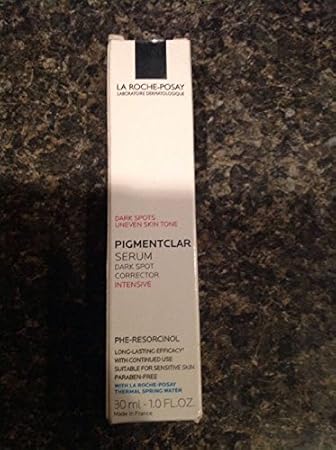 LA ROCHE-POSAY
LABORATOIRE DERMATOLOGIQUE
DARK SPOTS
UNEVEN SKIN TONE
PIGMENTCLAR
SERUM
DARK SPOT
CORRECTOR
INTENSIVE
PHE-RESORCINOL
LONG-LASTING EFFICACY*
WITH CONTINUED USE
SUITABLE FOR SENSITIVE SKIN
PARABEN-FREE
WITH LA ROCHE-POSAY
THERMAL SPRING WATER
30 ml - 1.0 FL.OZ.
Made in France